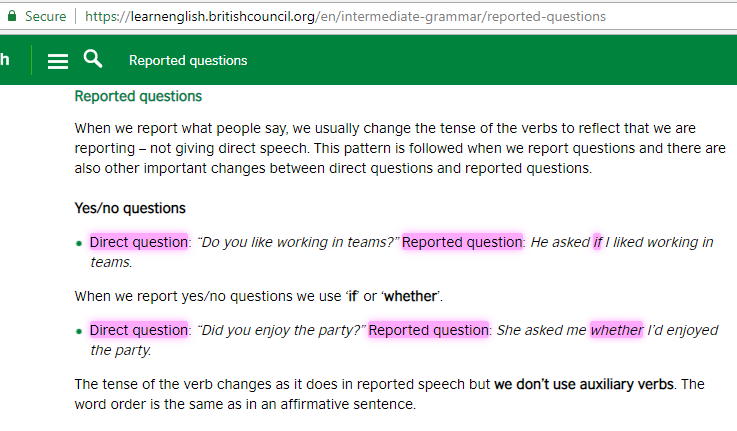 Secure | https://learnenglish.britishcouncil.org/en/intermediate-grammar/reported-questions
h Reported questions
Reported questions
When we report what people say, we usually change the tense of the verbs to reflect that we are
reporting – not giving direct speech. This pattern is followed when we report questions and there are
also other important changes between direct questions and reported questions.
Yes/no questions
• Direct question: “Do you like working in teams?” Reported question: He asked if I liked working in
teams.
When we report yes/no questions we use ‘if’ or ‘whether’.
• Direct question: “Did you enjoy the party?” Reported question: She asked me whether I’d enjoyed
the party.
The tense of the verb changes as it does in reported speech but we don’t use auxiliary verbs. The
word order is the same as in an affirmative sentence.